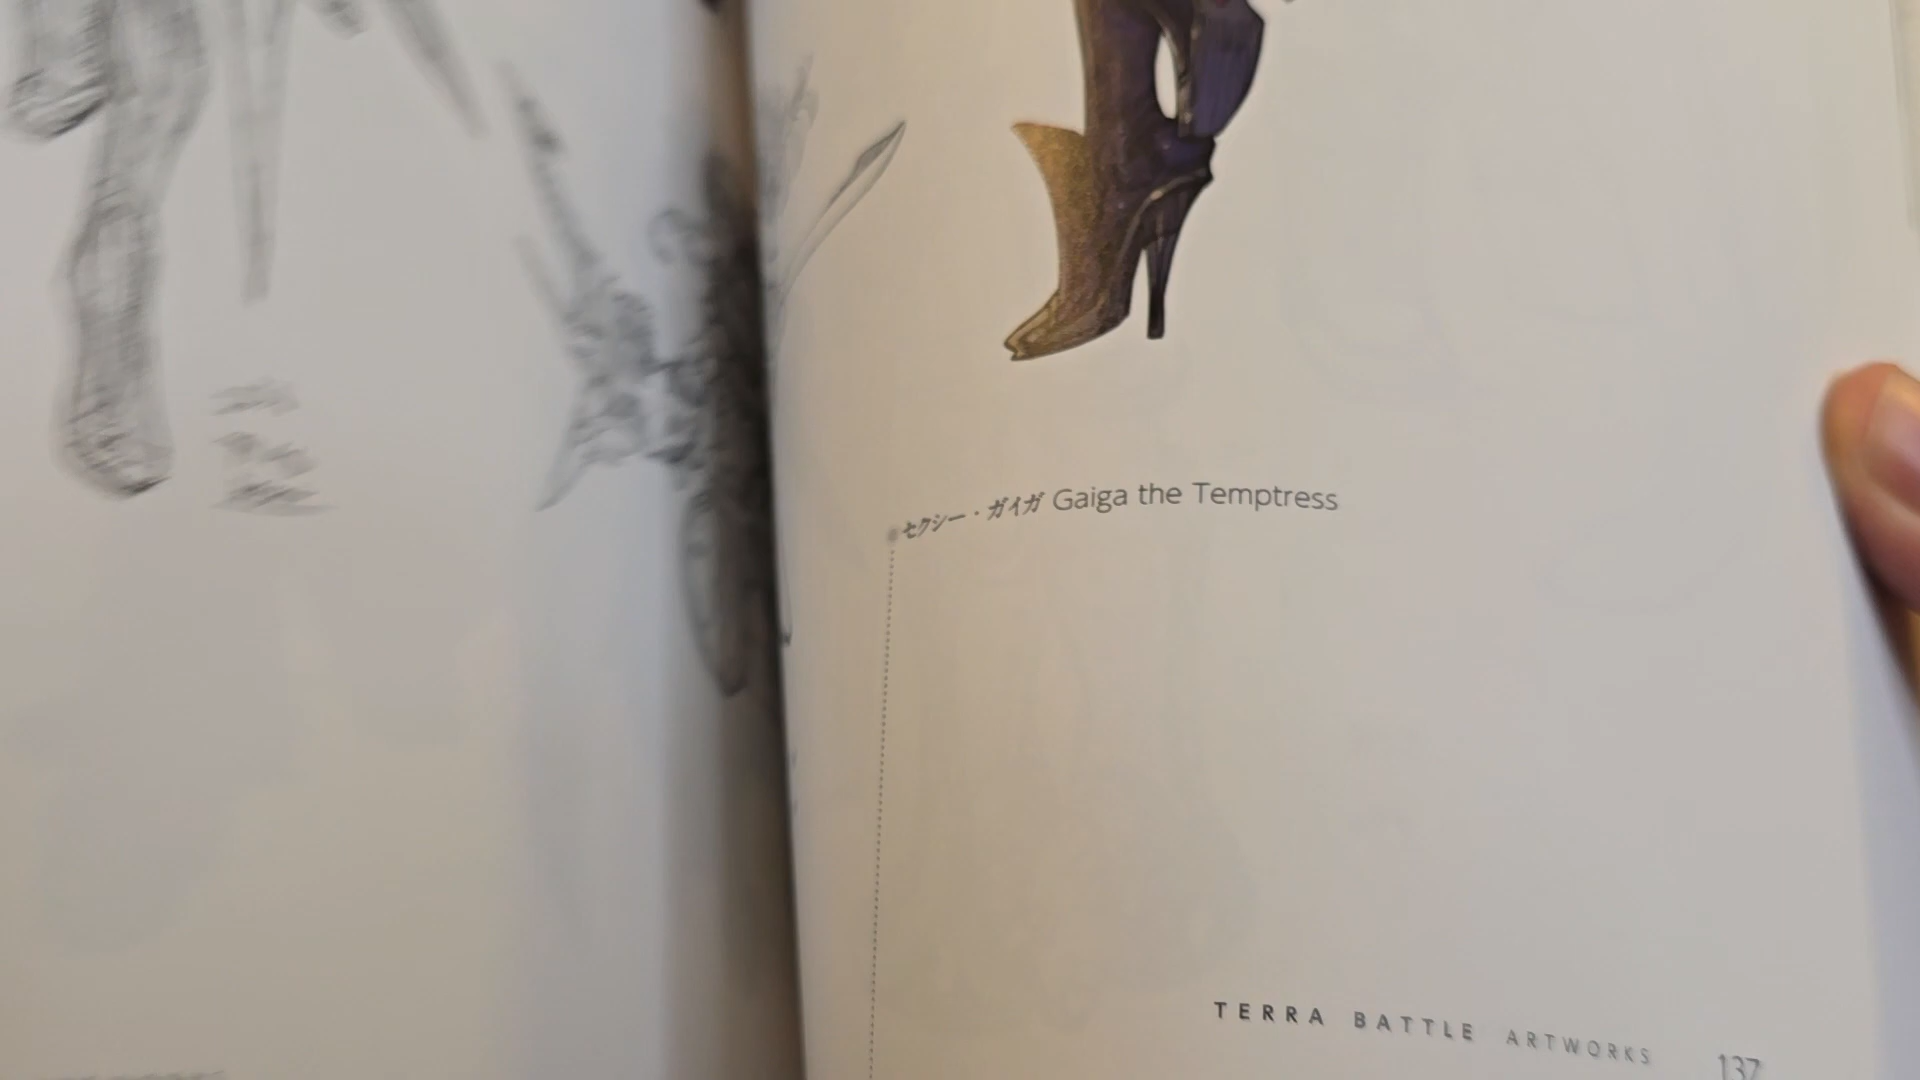 セクシー・ガイガ Gaiga the Temptress
TERRA BATTLE ARTWORKS 137